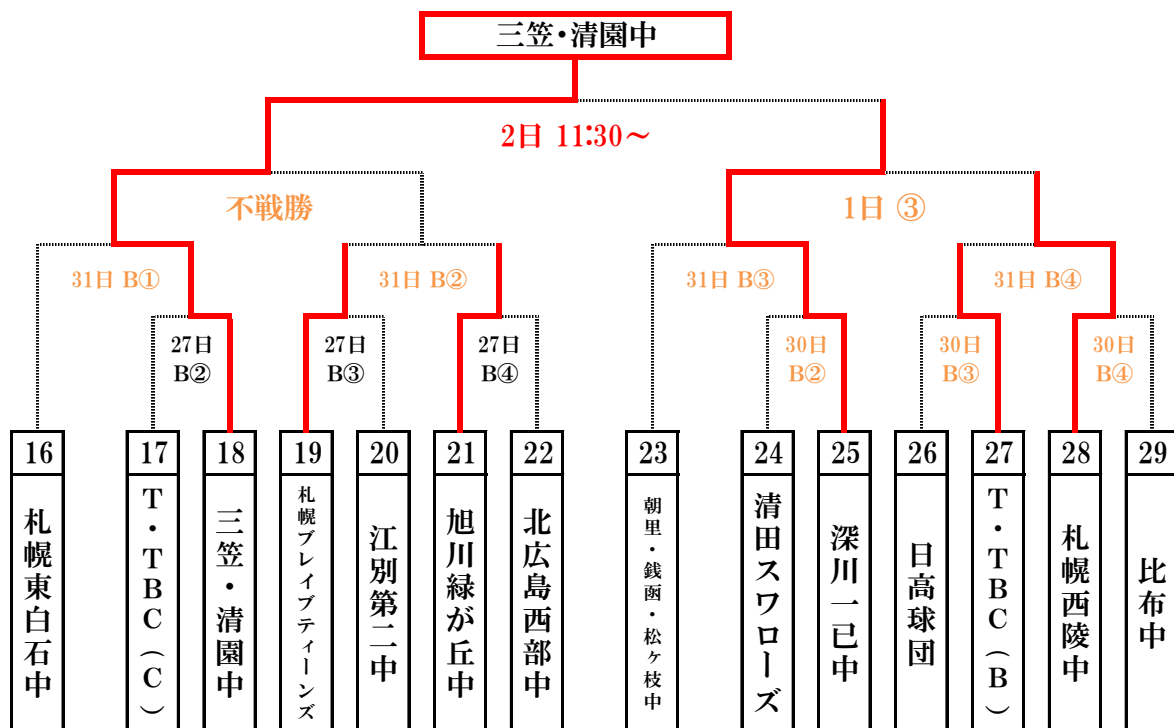 三笠・清園中
2日 11:30～
不戦勝
1日 ③
31日 B①
31日 B②
31日 B③
31日 B④
27日
B②
27日
B③
27日
B④
30日
B②
30日
B③
30日
B④
16
17
18
19
20
21
22
23
24
25
26
27
28
29
札幌東白石中
T・TBC（C）
三笠・清園中
札幌ブレイブティーンズ
江別第二中
旭川緑が丘中
北広島西部中
朝里・銭函・松ヶ枝中
清田スワローズ
深川一已中
日高球団
T・TBC（B）
札幌西陵中
比布中